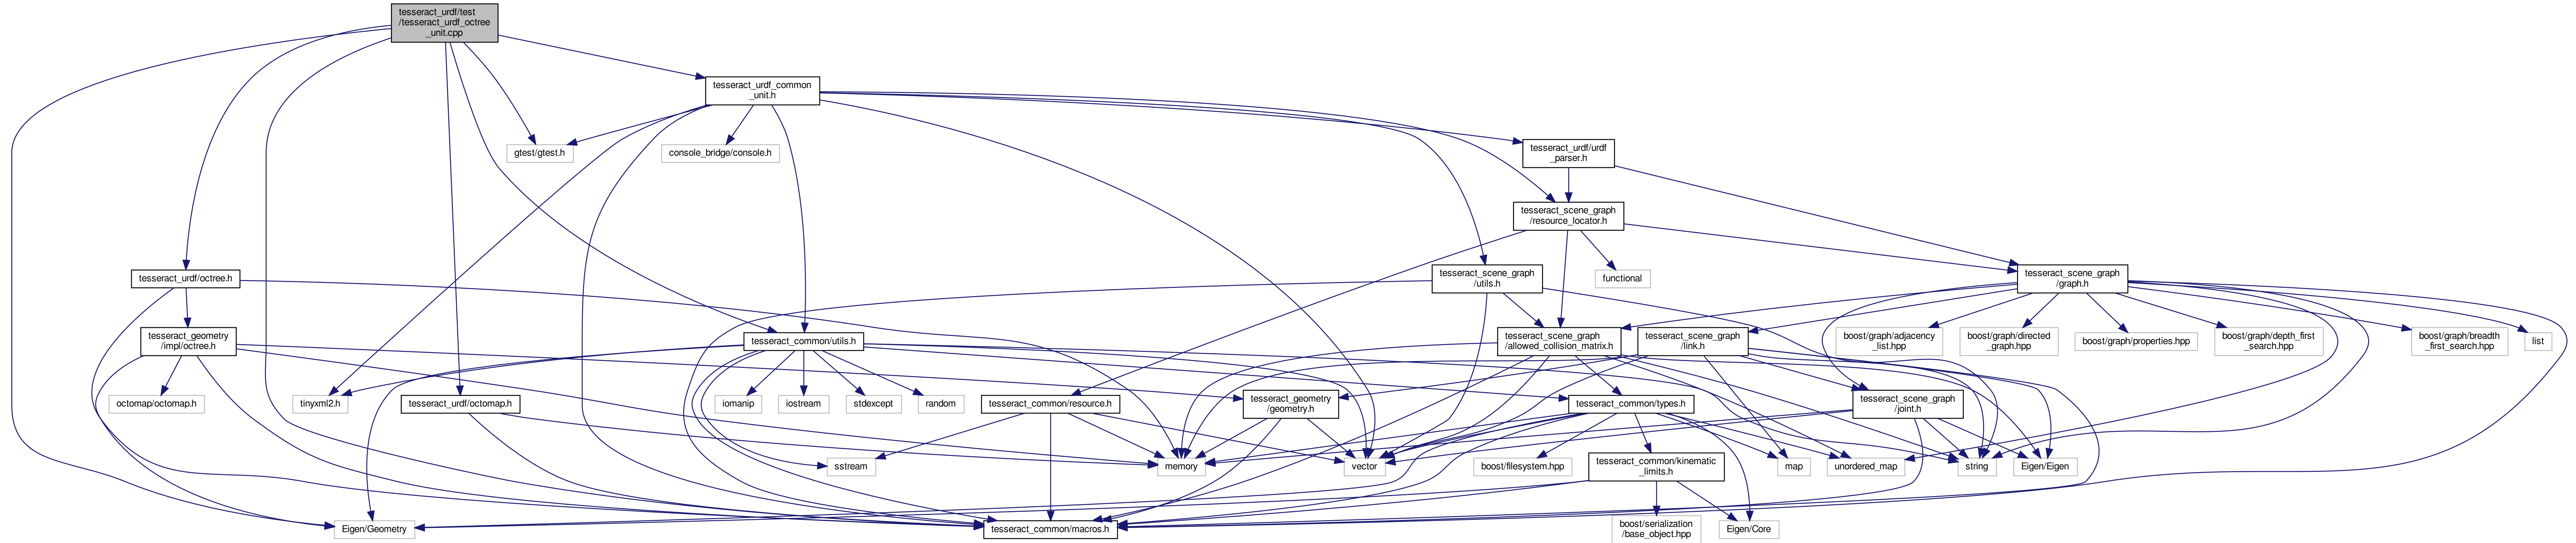 tesseract_urdf/test
/tesseract_urdf_octree
_unit.cpp
tesseract_urdf_common
_unit.h
gtest/gtest.h
console_bridge/console.h
tesseract_urdf/urdf
_parser.h
tesseract_scene_graph
/resource_locator.h
tesseract_urdf/octree.h
tesseract_scene_graph
/utils.h
functional
tesseract_scene_graph
/graph.h
tesseract_geometry
/impl/octree.h
tesseract_common/utils.h
tesseract_scene_graph
/allowed_collision_matrix.h
tesseract_scene_graph
/link.h
boost/graph/adjacency
_list.hpp
boost/graph/directed
_graph.hpp
boost/graph/properties.hpp
boost/graph/depth_first
_search.hpp
boost/graph/breadth
_first_search.hpp
list
octomap/octomap.h
tinyxml2.h
tesseract_urdf/octomap.h
iomanip
iostream
stdexcept
random
tesseract_common/resource.h
tesseract_geometry
/geometry.h
tesseract_common/types.h
tesseract_scene_graph
/joint.h
sstream
memory
vector
boost/filesystem.hpp
tesseract_common/kinematic
_limits.h
map
unordered_map
string
Eigen/Eigen
Eigen/Geometry
tesseract_common/macros.h
boost/serialization
/base_object.hpp
Eigen/Core